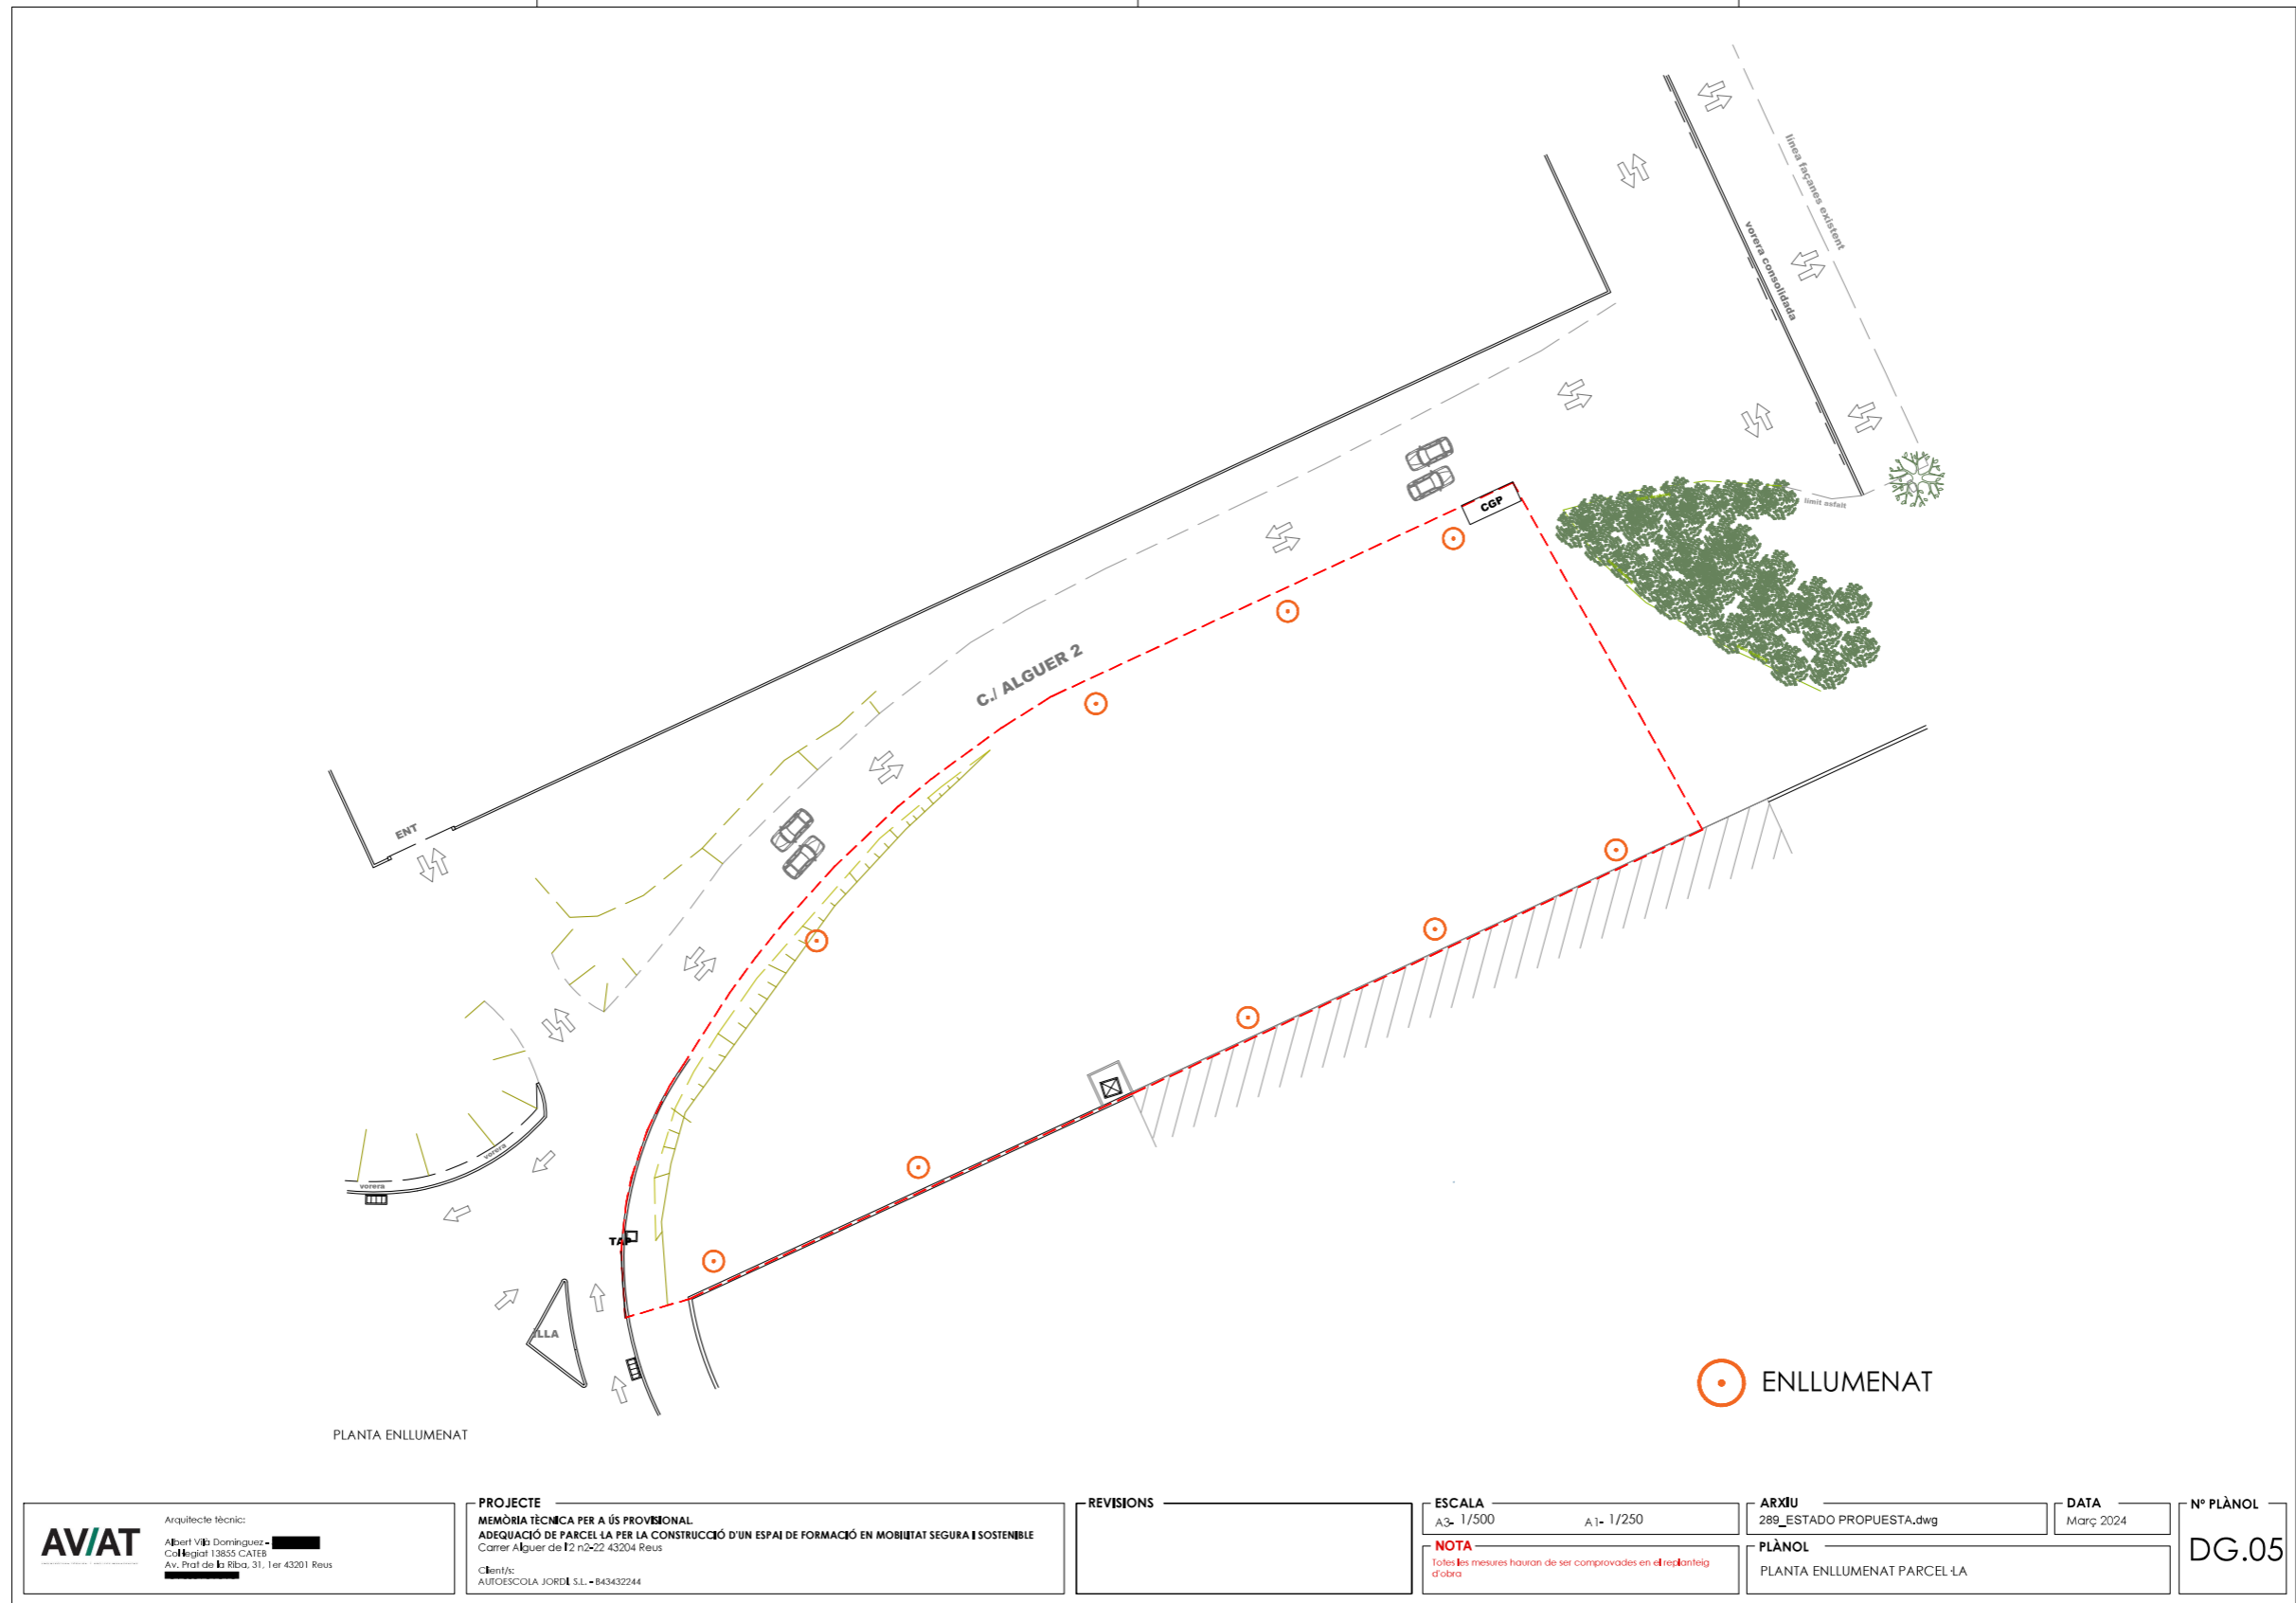 línea façanes existent
vorera consolidada
límit asfalt
CGP
C./ ALGUER 2
ENT
vorera
vorera
TAP
ILLA
ENLLUMENAT
PLANTA ENLLUMENAT
AVIAT
Arquitecte tècnic:
Albert Vilà Dominguez -
Col·legiat 13855 CATEB
Av. Prat de la Riba, 31, 1er 43201 Reus
PROJECTE
MEMÒRIA TÈCNICA PER A ÚS PROVISIONAL.
ADEQUACIÓ DE PARCEL·LA PER LA CONSTRUCCIÓ D'UN ESPAI DE FORMACIÓ EN MOBILITAT SEGURA I SOSTENIBLE
Carrer Alguer de l'2 n2-22 43204 Reus
Client/s:
AUTOESCOLA JORDI, S.L. - B43432244
REVISIONS
ESCALA
A3- 1/500 A1- 1/250
NOTA
Totes les mesures hauran de ser comprovades en el replanteig
d'obra
ARXIU
289_ESTADO PROPUESTA.dwg
DATA
Març 2024
PLÀNOL
PLANTA ENLLUMENAT PARCEL·LA
Nº PLÀNOL
DG.05